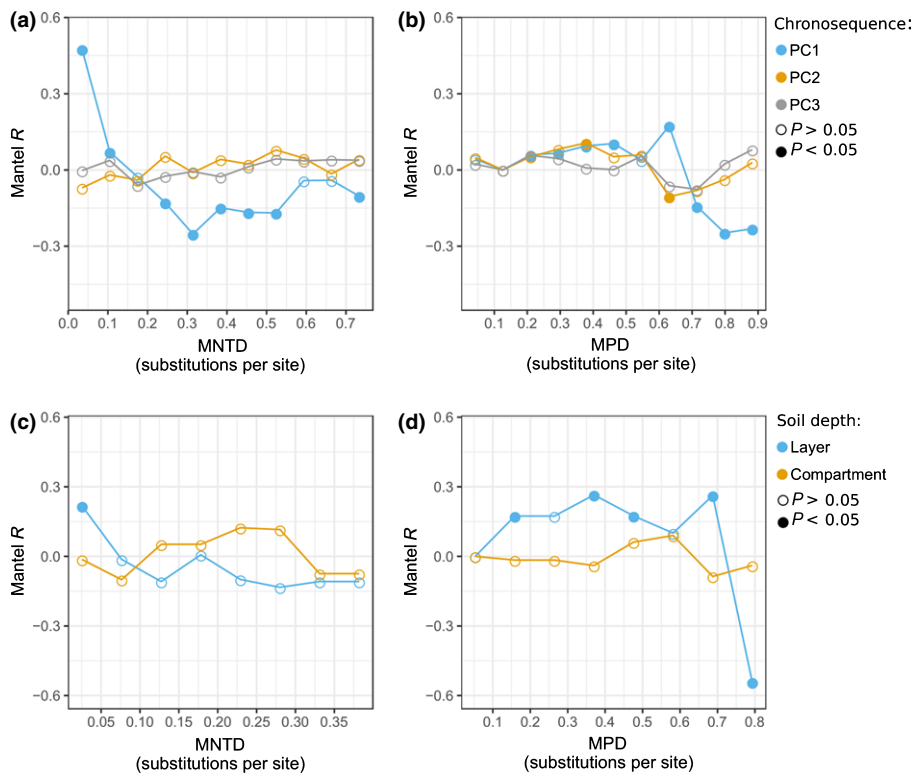 (a)
0.6
0.3
0.0
−0.3
Mantel R
0.0 0.1 0.2 0.3 0.4 0.5 0.6 0.7
MNTD
(substitutions per site)
(b)
0.6
0.3
0.0
−0.3
Mantel R
0.1 0.2 0.3 0.4 0.5 0.6 0.7 0.8 0.9
MPD
(substitutions per site)
Chronosequence:
PC1
PC2
PC3
P > 0.05
P < 0.05
(c)
0.6
0.3
0.0
−0.3
−0.6
Mantel R
0.05 0.10 0.15 0.20 0.25 0.30 0.35
MNTD
(substitutions per site)
(d)
0.6
0.3
0.0
−0.3
−0.6
Mantel R
0.1 0.2 0.3 0.4 0.5 0.6 0.7 0.8
MPD
(substitutions per site)
Soil depth:
Layer
Compartment
P > 0.05
P < 0.05